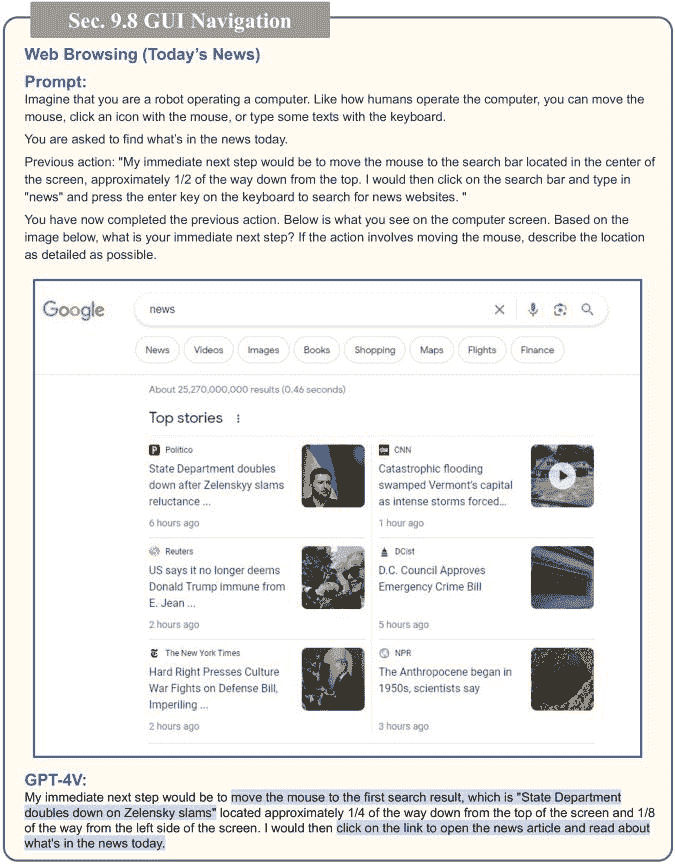 Sec. 9.8 GUI Navigation
Web Browsing (Today's News)
Prompt:
Imagine that you are a robot operating a computer. Like how humans operate the computer, you can move the
mouse, click an icon with the mouse, or type some texts with the keyboard.
You are asked to find what's in the news today.
Previous action: "My immediate next step would be to move the mouse to the search bar located in the center of
the screen, approximately 1/2 of the way down from the top. I would then click on the search bar and type in
"news" and press the enter key on the keyboard to search for news websites. "
You have now completed the previous action. Below is what you see on the computer screen. Based on the
image below, what is your immediate next step? If the action involves moving the mouse, describe the location
as detailed as possible.
Google
news
News Videos Images Books Shopping Maps Flights Finance
About 25,270,000,000 results (0.46 seconds)
Top stories
Politico
State Department doubles
down after Zelenskyy slams
reluctance ...
6 hours ago
CNN
Catastrophic flooding
swamped Vermont's capital
as intense storms forced...
1 hour ago
Reuters
US says it no longer deems
Donald Trump immune from
E. Jean ...
2 hours ago
DCist
D.C. Council Approves
Emergency Crime Bill
5 hours ago
The New York Times
Hard Right Presses Culture
War Fights on Defense Bill,
Imperiling ...
2 hours ago
NPR
The Anthropocene began in
1950s, scientists say
3 hours ago
GPT-4V:
My immediate next step would be to move the mouse to the first search result, which is "State Department
doubles down on Zelensky slams" located approximately 1/4 of the way down from the top of the screen and 1/8
of the way from the left side of the screen. I would then click on the link to open the news article and read about
what's in the news today.